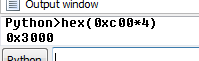 Output window
Python>hex(0xc00*4)
0x3000
Python